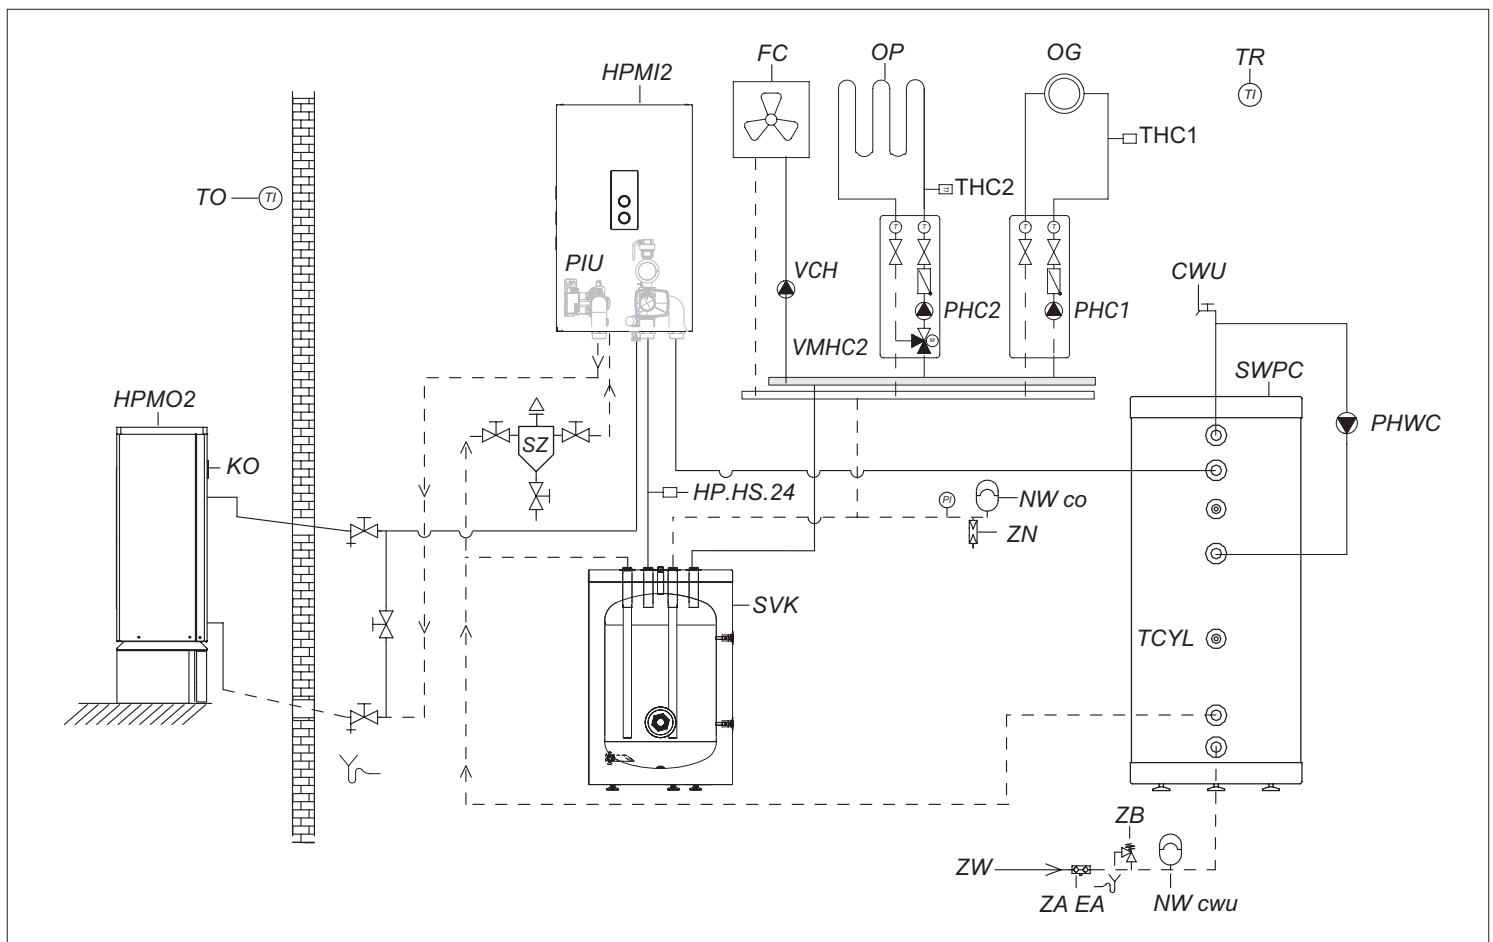 FC
OP
OG
TR
HPMI2
TI
THC1
TO
TI
THC2
T
T
T
T
PIU
VCH
CWU
PHC2
PHC1
M
VMHC2
SWPC
HPMO2
PHWC
SZ
KO
HP.HS.24
PI
NW co
ZN
SVK
TCYL
ZB
ZW
ZA EA
NW cwu